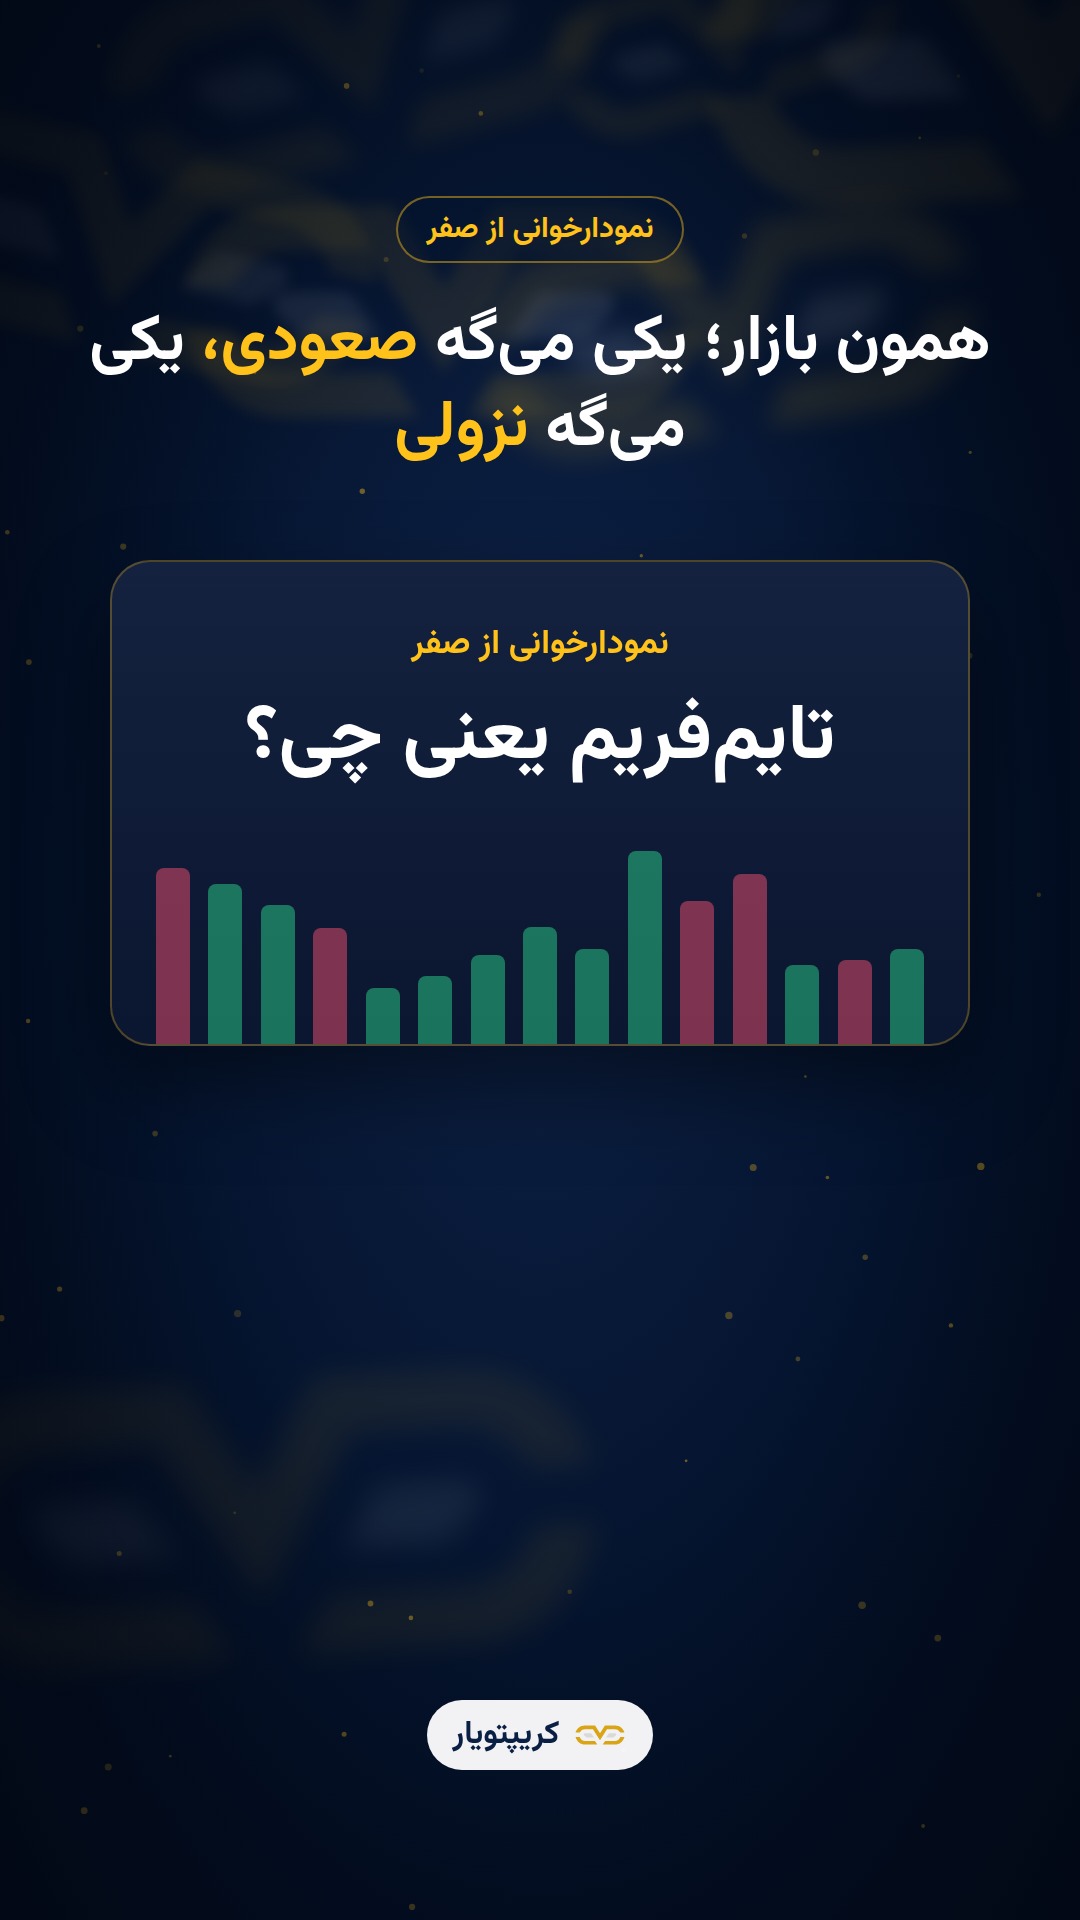 نمودارخوانی از صفر
همون بازار؛ یکی می‌گه صعودی، یکی
می‌گه نزولی
نمودارخوانی از صفر
تایم‌فریم یعنی چی؟
کریپتویار